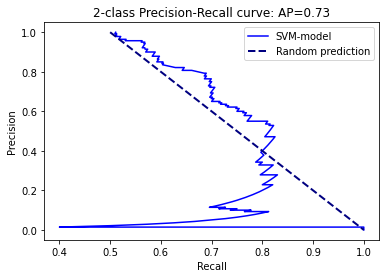 2-class Precision-Recall curve: AP=0.73
SVM-model
Random prediction
Precision
1.0
0.8
0.6
0.4
0.2
0.0
0.4 0.5 0.6 0.7 0.8 0.9 1.0
Recall